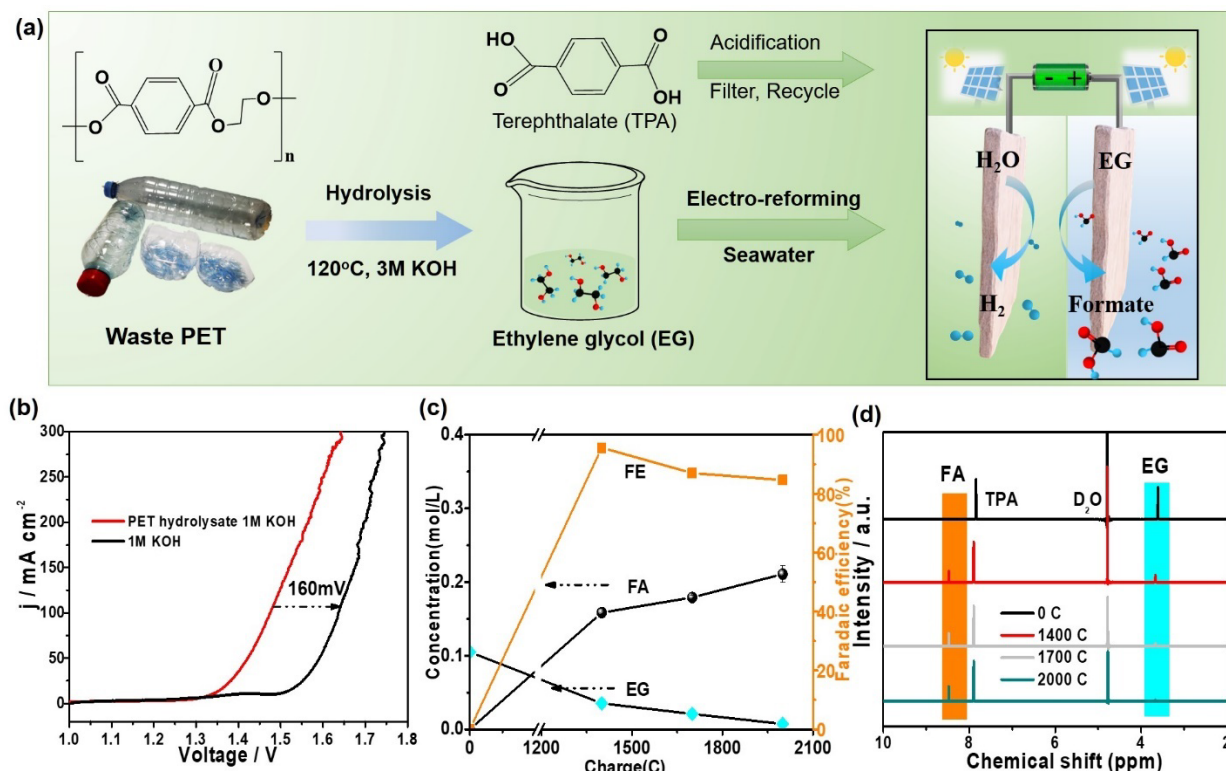 (a)
O
O
O
O
n
Waste PET
Hydrolysis
120°C, 3M KOH
HO
O
O
OH
Terephthalate (TPA)
Ethylene glycol (EG)
Acidification
Filter, Recycle
Electro-reforming
Seawater
- +
H2O
EG
H2
Formate
(b)
300
250
200
150
100
50
0
j / mA cm-2
PET hydrolysate 1M KOH
1M KOH
160mV
1.0 1.1 1.2 1.3 1.4 1.5 1.6 1.7 1.8
Voltage / V
(c)
0.4
0.3
0.2
0.1
0.0
Concentration(mol/L)
FE
FA
EG
100
80
60
40
20
0
Faradaic efficiency(%)
0 1200 1500 1800 2100
Charge(C)
(d)
Intensity / a.u.
FA
TPA
D2O
EG
0 C
1400 C
1700 C
2000 C
10 8 6 4 2
Chemical shift (ppm)